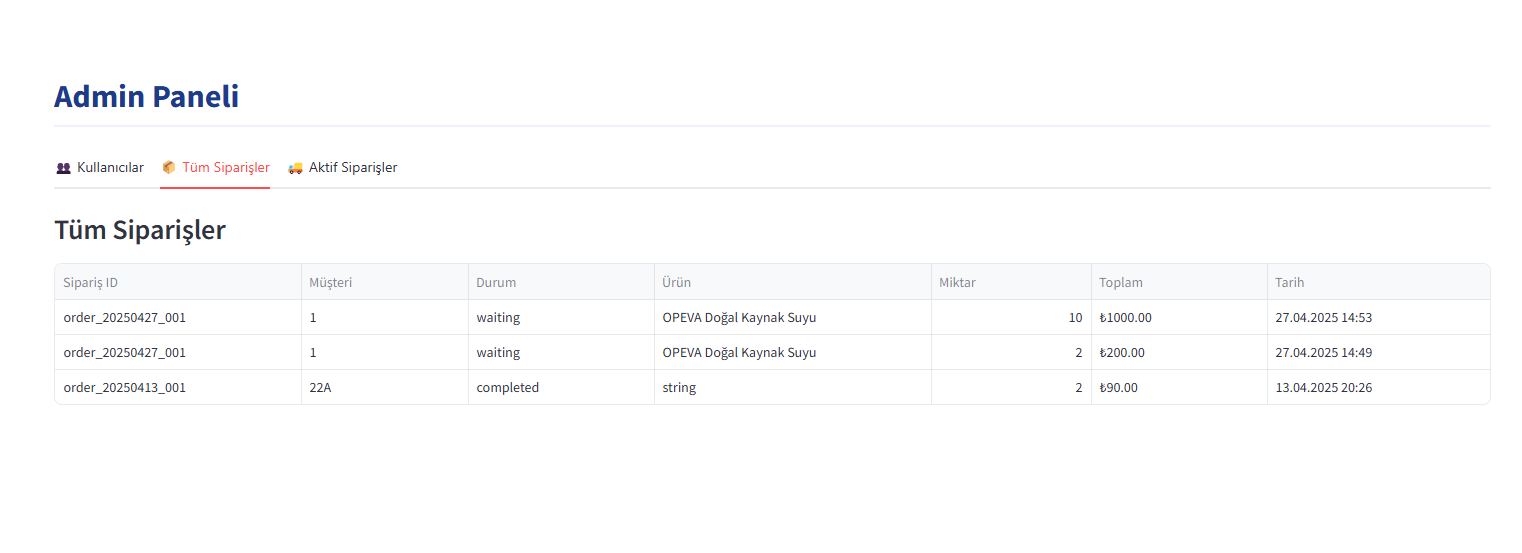 Admin Paneli
Kullanıcılar Tüm Siparişler Aktif Siparişler
Tüm Siparişler
Sipariş ID Müşteri Durum Ürün Miktar Toplam Tarih
order_20250427_001 1 waiting OPEVA Doğal Kaynak Suyu 10 ₺1000.00 27.04.2025 14:53
order_20250427_001 1 waiting OPEVA Doğal Kaynak Suyu 2 ₺200.00 27.04.2025 14:49
order_20250413_001 22A completed string 2 ₺90.00 13.04.2025 20:26